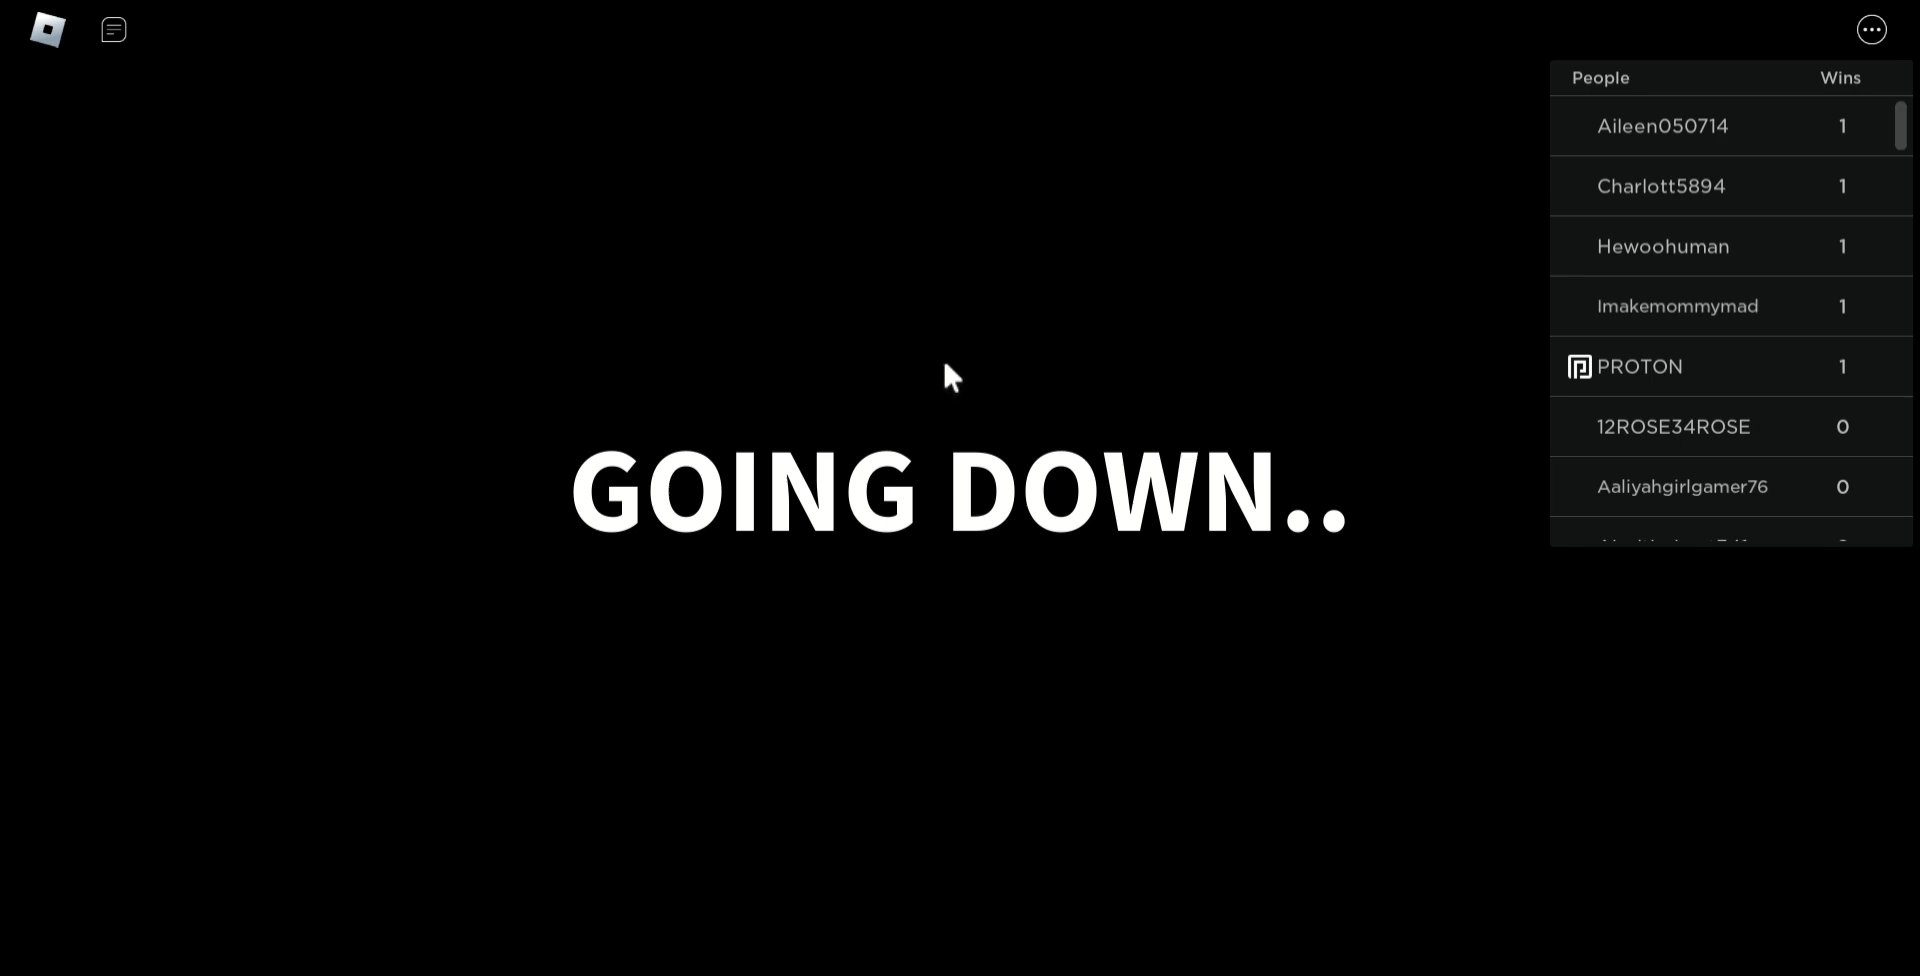 People Wins
Aileen050714 1
Charlott5894 1
Hewoohuman 1
Imakemommymad 1
PROTON 1
12ROSE34ROSE 0
Aaliyahgirlgamer76 0
GOING DOWN..